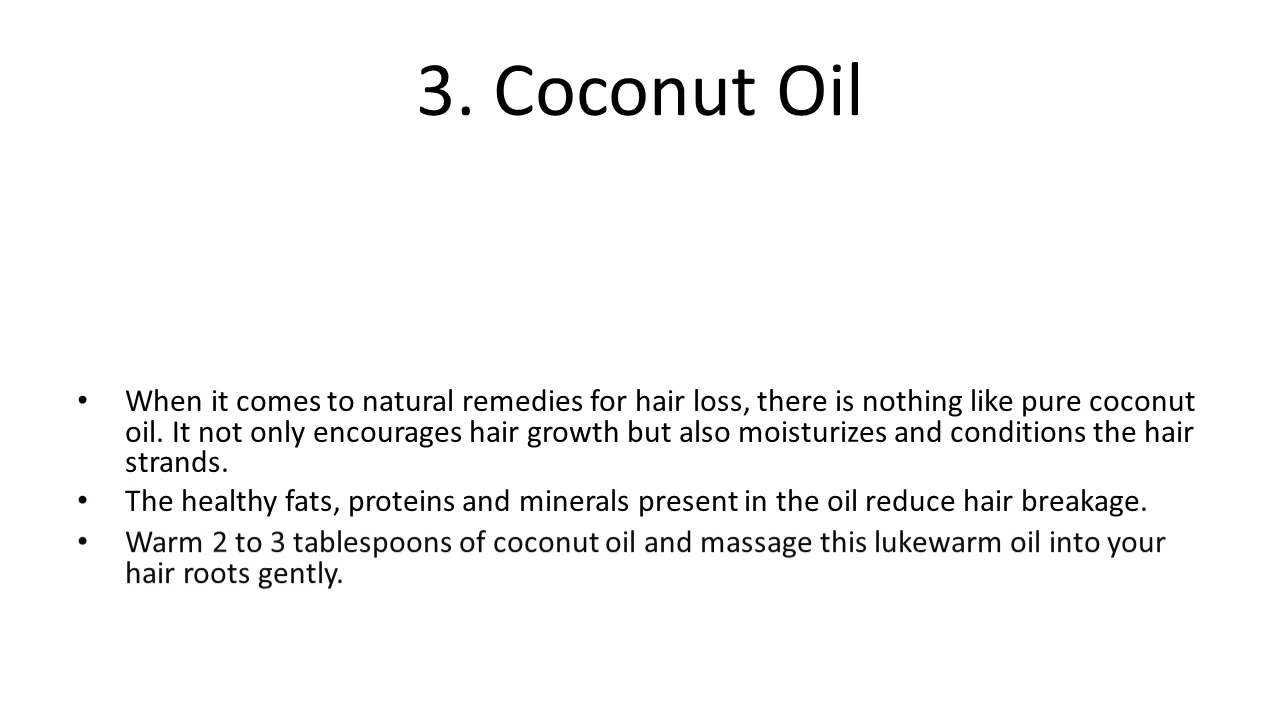 3. Coconut Oil
• When it comes to natural remedies for hair loss, there is nothing like pure coconut
oil. It not only encourages hair growth but also moisturizes and conditions the hair
strands.
• The healthy fats, proteins and minerals present in the oil reduce hair breakage.
• Warm 2 to 3 tablespoons of coconut oil and massage this lukewarm oil into your
hair roots gently.